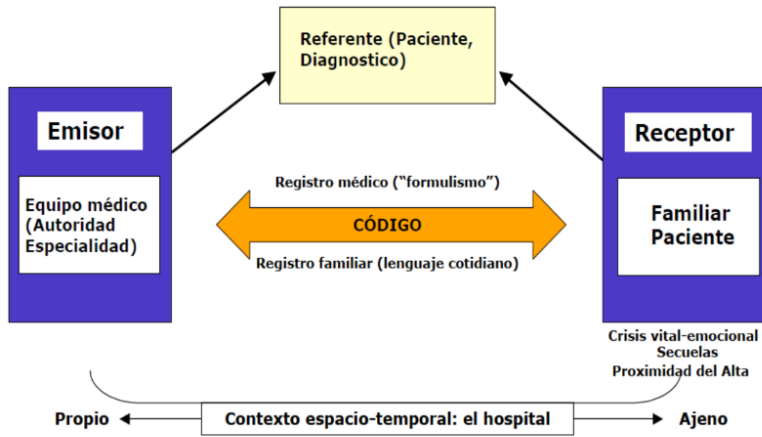 Referente (Paciente,
Diagnostico)
Emisor
Equipo médico
(Autoridad
Especialidad)
Registro médico (“formulismo”)
CÓDIGO
Registro familiar (lenguaje cotidiano)
Receptor
Familiar
Paciente
Crisis vital-emocional
Secuelas
Proximidad del Alta
Propio
Contexto espacio-temporal: el hospital
Ajeno